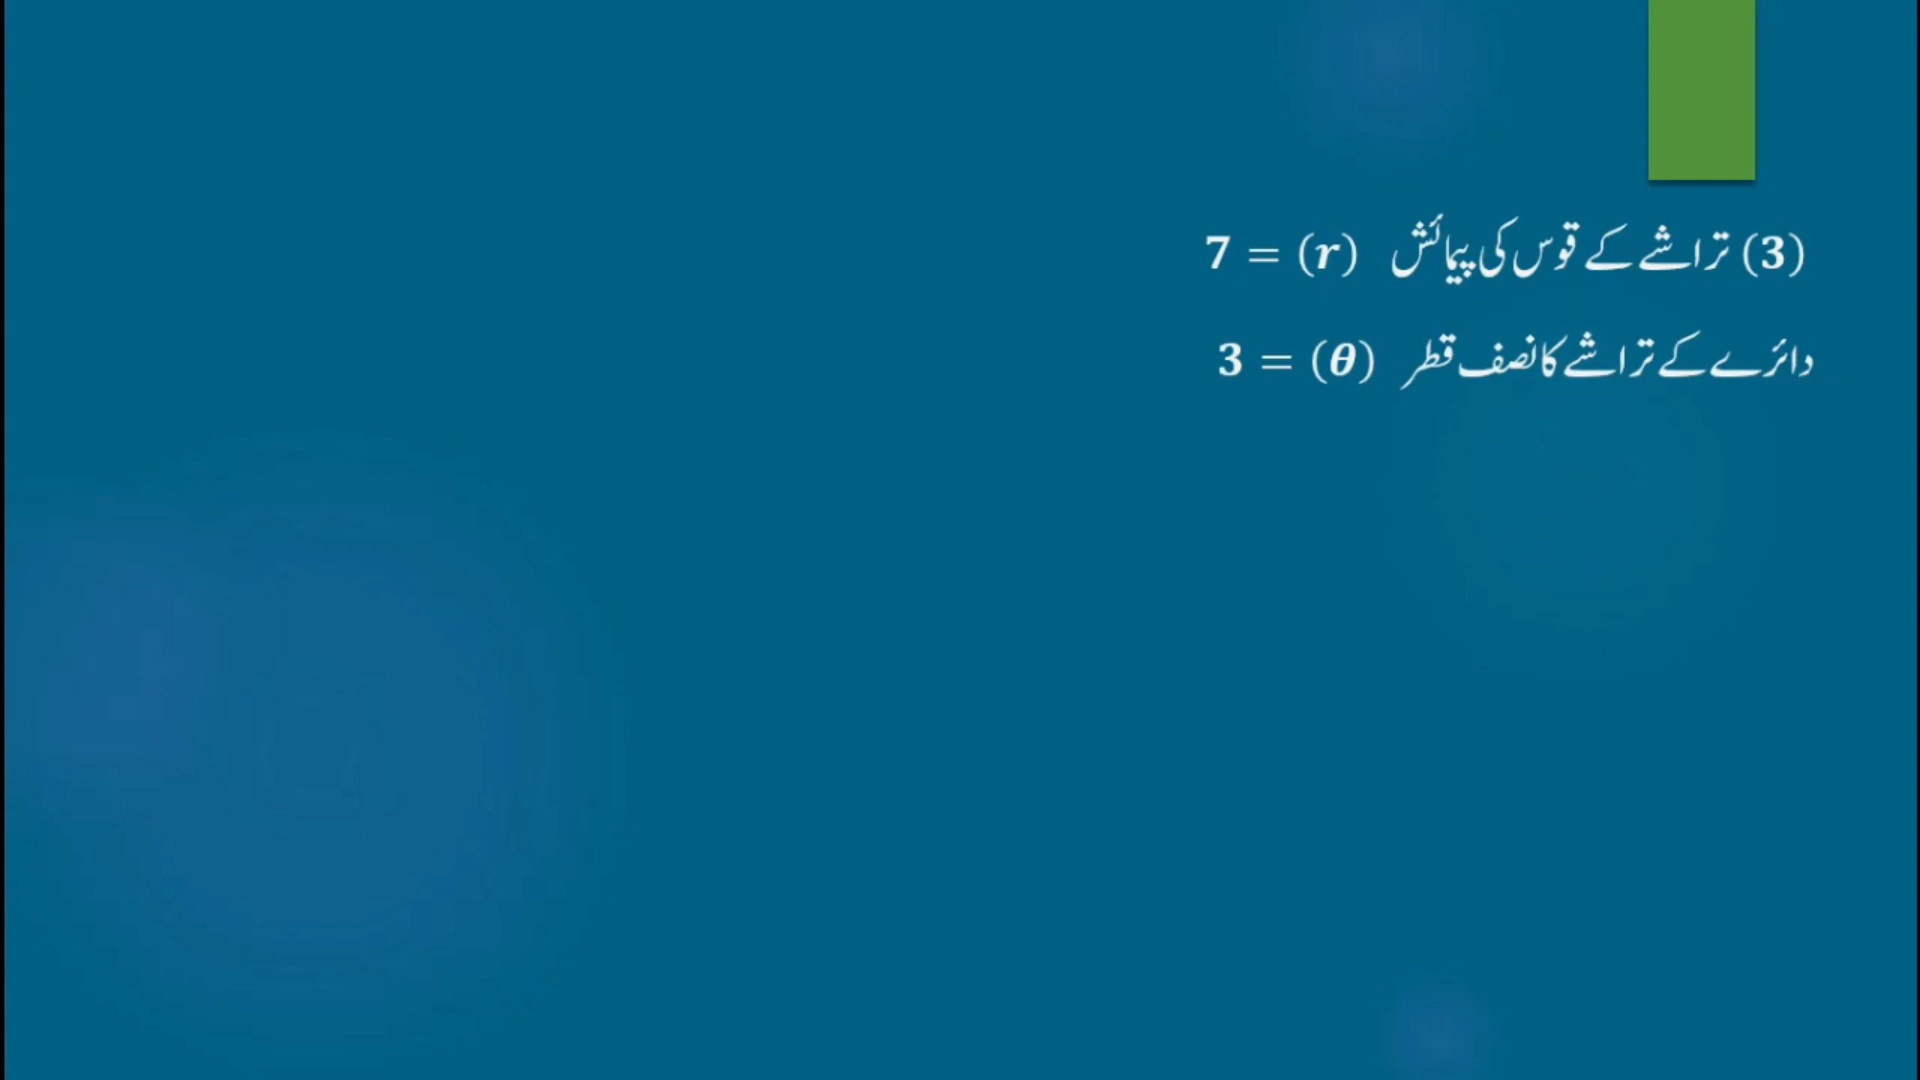 (3) تراشے کے قوس کی پیمائش (r) = 7
دائرے کے تراشے کا نصف قطر (θ) = 3